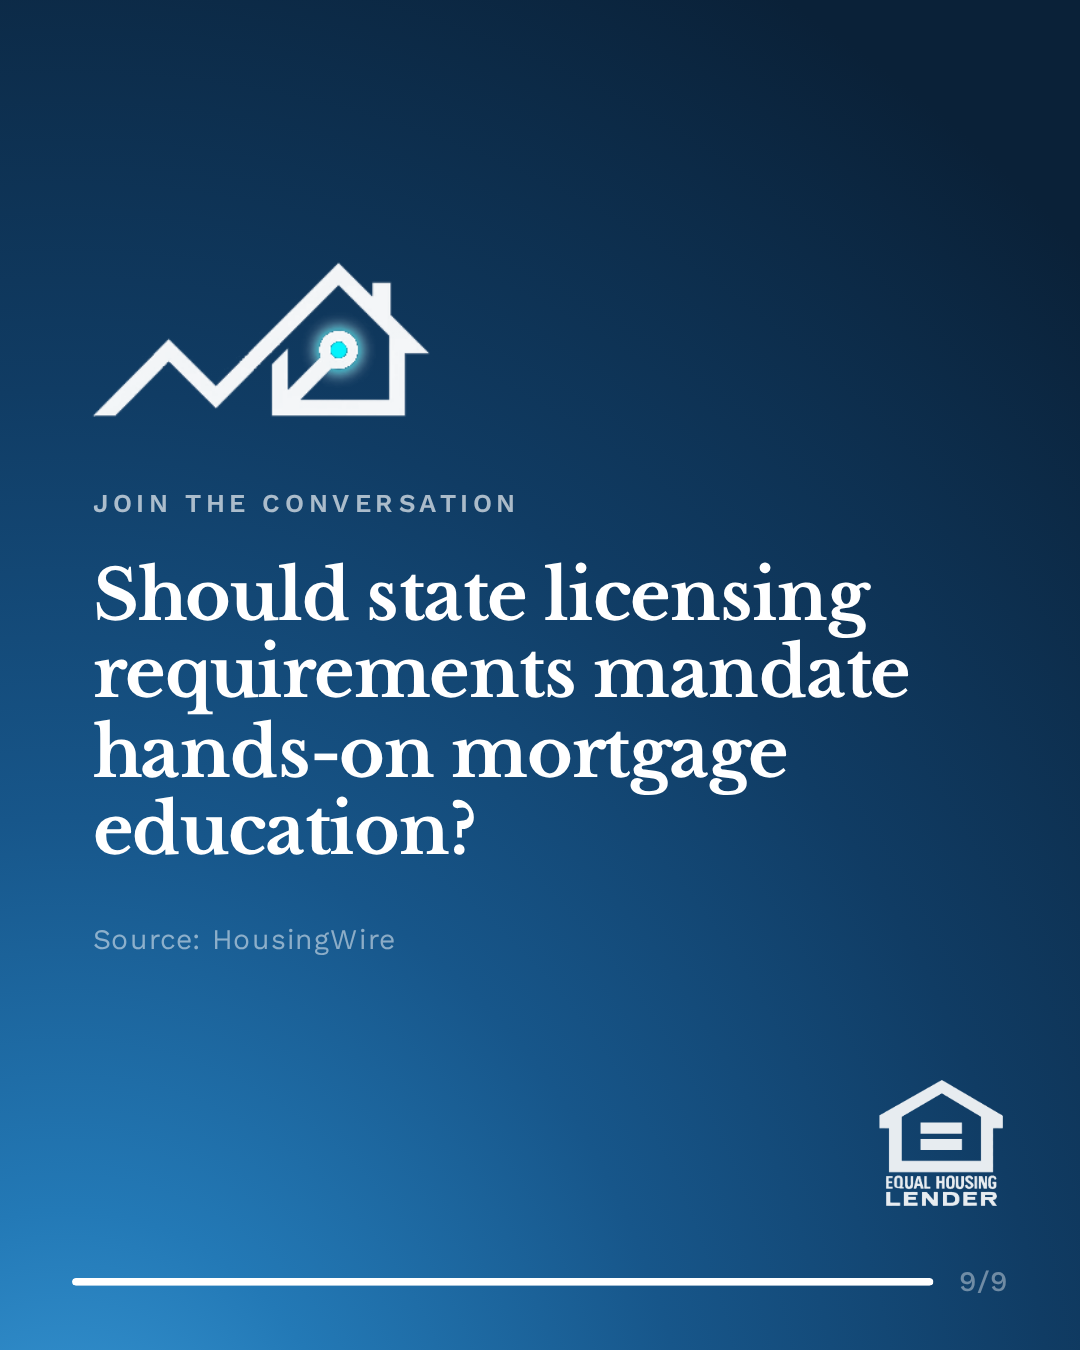 JOIN THE CONVERSATION
Should state licensing
requirements mandate
hands-on mortgage
education?
Source: HousingWire
EQUAL HOUSING
LENDER
9/9